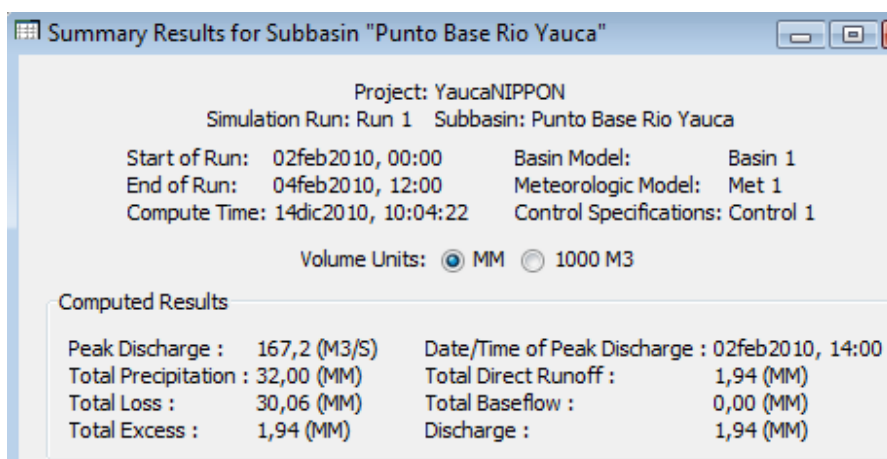 Summary Results for Subbasin "Punto Base Rio Yauca"
Project: YaucaNIPPON
Simulation Run: Run 1 Subbasin: Punto Base Rio Yauca
Start of Run: 02feb2010, 00:00 Basin Model: Basin 1
End of Run: 04feb2010, 12:00 Meteorologic Model: Met 1
Compute Time: 14dic2010, 10:04:22 Control Specifications: Control 1
Volume Units: MM 1000 M3
Computed Results
Peak Discharge : 167,2 (M3/S) Date/Time of Peak Discharge : 02feb2010, 14:00
Total Precipitation : 32,00 (MM) Total Direct Runoff : 1,94 (MM)
Total Loss : 30,06 (MM) Total Baseflow : 0,00 (MM)
Total Excess : 1,94 (MM) Discharge : 1,94 (MM)